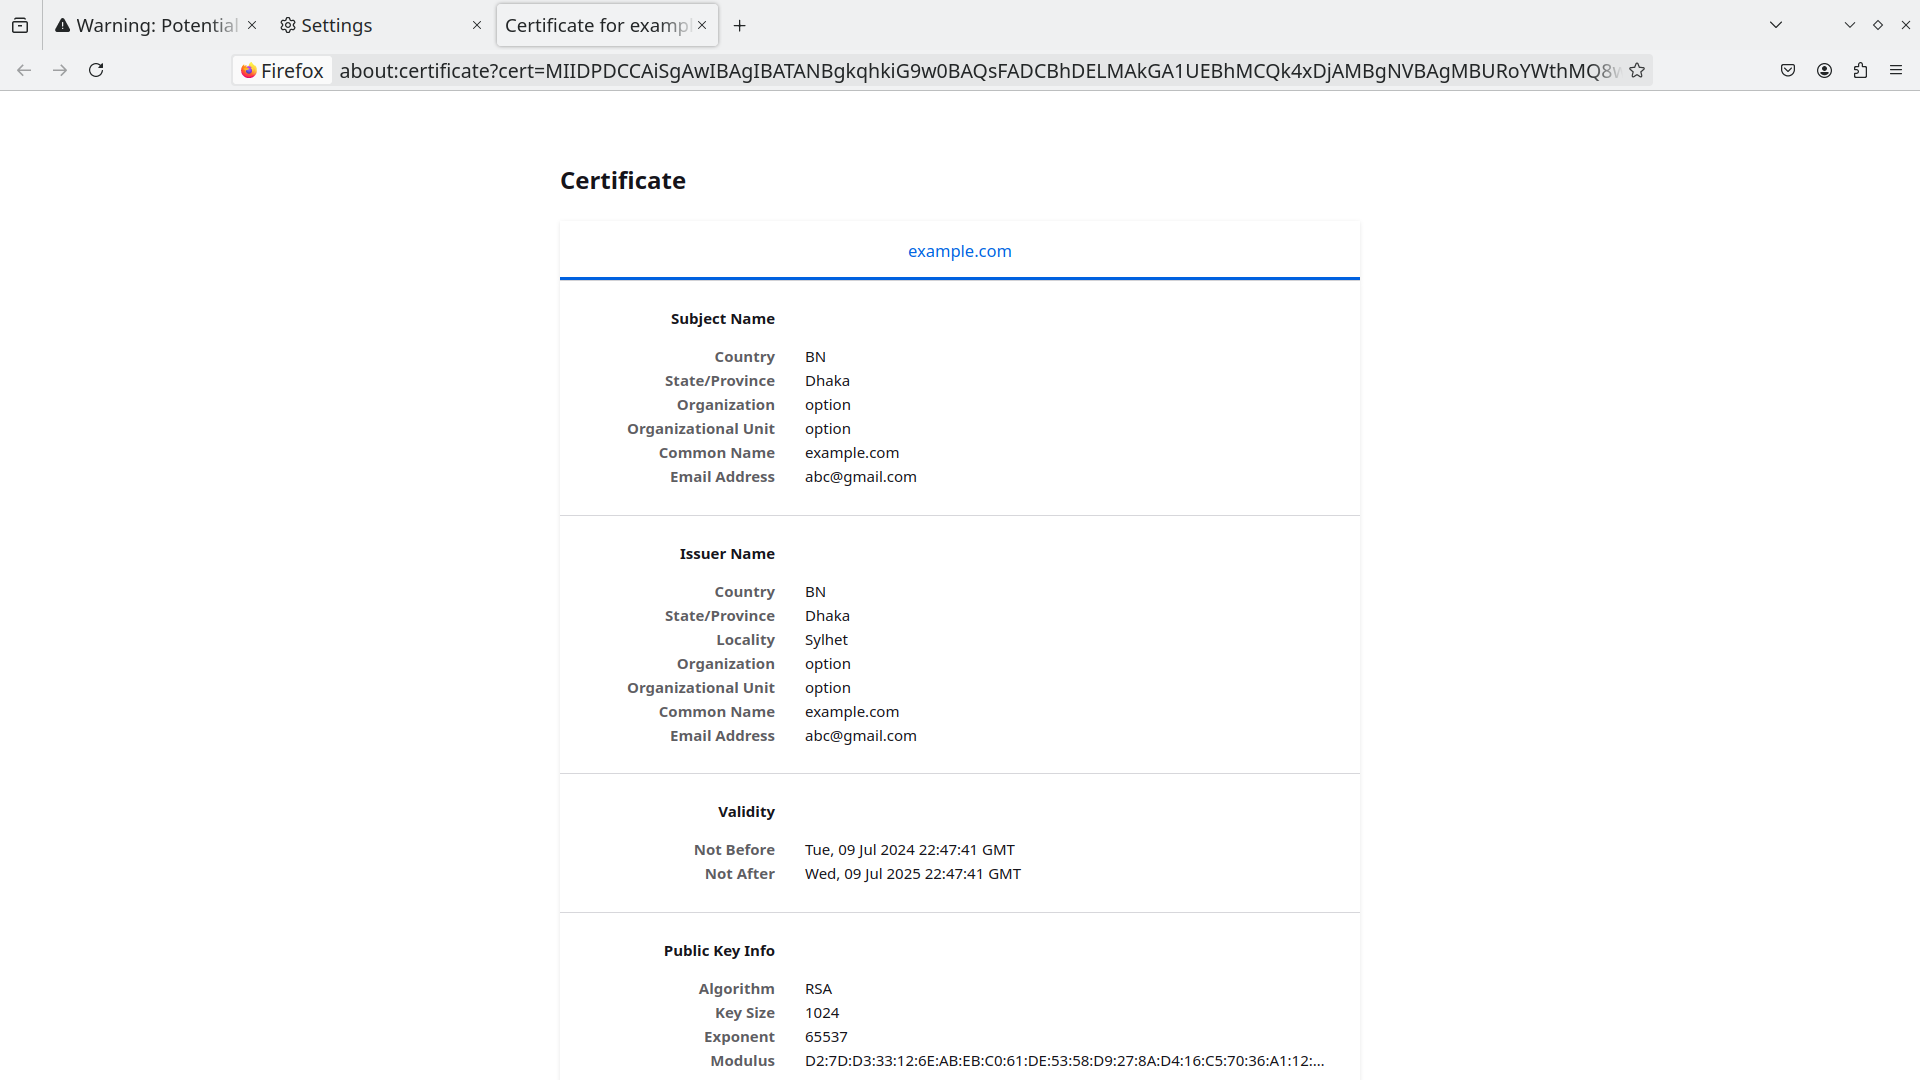 Warning: Potential
Settings
Certificate for exampl
Firefox
about:certificate?cert=MIIDPDCCAiSgAwIBAgIBATANBgkqhkiG9w0BAQsFADCBhDELMAkGA1UEBhMCQk4xDjAMBgNVBAgMBURoYWthMQ8w
Certificate
example.com
Subject Name
Country BN
State/Province Dhaka
Organization option
Organizational Unit option
Common Name example.com
Email Address abc@gmail.com
Issuer Name
Country BN
State/Province Dhaka
Locality Sylhet
Organization option
Organizational Unit option
Common Name example.com
Email Address abc@gmail.com
Validity
Not Before Tue, 09 Jul 2024 22:47:41 GMT
Not After Wed, 09 Jul 2025 22:47:41 GMT
Public Key Info
Algorithm RSA
Key Size 1024
Exponent 65537
Modulus D2:7D:D3:33:12:6E:AB:EB:C0:61:DE:53:58:D9:27:8A:D4:16:C5:70:36:A1:12:...